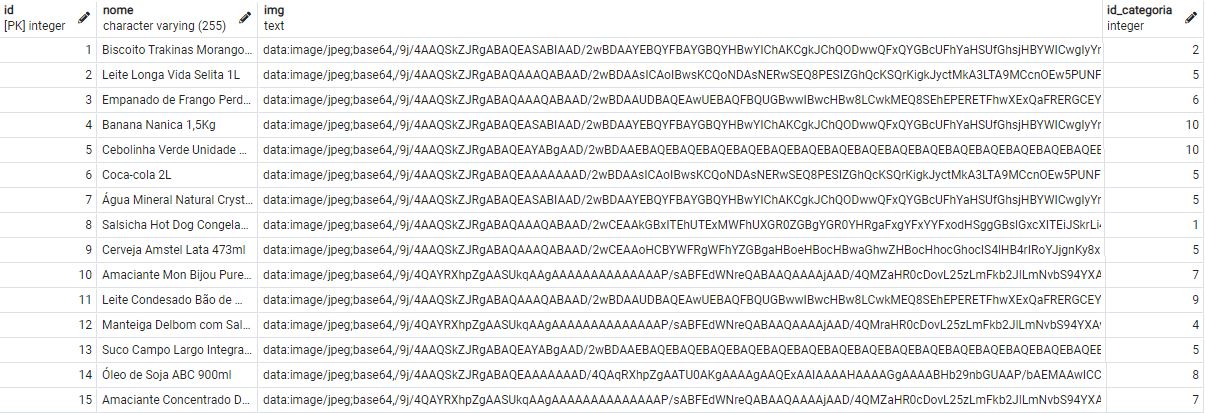 id nome img id_categoria
[PK] integer character varying (255) text integer
1 Biscoito Trakinas Morango... data:image/jpeg;base64,/9j/4AAQSkZJRgABAQEASABIAAD/2wBDAAYEBQYFBAYGBQYHBwYIChAKCgkJChQODwwQFxQYGBcUFhYaHSUfGhsjHBYWICwgIyYr 2
2 Leite Longa Vida Selita 1L data:image/jpeg;base64,/9j/4AAQSkZJRgABAQAAAQABAAD/2wBDAAsICAoIBwsKCQoNDAsNERwSEQ8PESIZGhQcKSQrKigkJyctMkA3LTA9MCcnOEw5PUNF 5
3 Empanado de Frango Perd... data:image/jpeg;base64,/9j/4AAQSkZJRgABAQAAAQABAAD/2wBDAAUDBAQEAwUEBAQFBQUGBwwIBwcHBw8LCwkMEQ8SEhEPERETFhwXExQaFRERGCEY 6
4 Banana Nanica 1,5Kg data:image/jpeg;base64,/9j/4AAQSkZJRgABAQEASABIAAD/2wBDAAYEBQYFBAYGBQYHBwYIChAKCgkJChQODwwQFxQYGBcUFhYaHSUfGhsjHBYWICwgIyYr 10
5 Cebolinha Verde Unidade ... data:image/jpeg;base64,/9j/4AAQSkZJRgABAQEAYABgAAD/2wBDAAEBAQEBAQEBAQEBAQEBAQEBAQEBAQEBAQEBAQEBAQEBAQEBAQEBAQEBAQEBAQEE 10
6 Coca-cola 2L data:image/jpeg;base64,/9j/4AAQSkZJRgABAQEAAAAAAAD/2wBDAAsICAoIBwsKCQoNDAsNERwSEQ8PESIZGhQcKSQrKigkJyctMkA3LTA9MCcnOEw5PUNF 5
7 Água Mineral Natural Cryst... data:image/jpeg;base64,/9j/4AAQSkZJRgABAQEASABIAAD/2wBDAAYEBQYFBAYGBQYHBwYIChAKCgkJChQODwwQFxQYGBcUFhYaHSUfGhsjHBYWICwgIyYr 5
8 Salsicha Hot Dog Congela... data:image/jpeg;base64,/9j/4AAQSkZJRgABAQAAAQABAAD/2wCEAAkGBxITEhUTExMWFhUXGR0ZGBgYGR0YHRgaFxgYFxYYFxodHSggGBslGxcXITEiJSkrLi 1
9 Cerveja Amstel Lata 473ml data:image/jpeg;base64,/9j/4AAQSkZJRgABAQAAAQABAAD/2wCEAAoHCBYWFRgWFhYZGBgaHBoeHBocHBwaGhwZHBocHhocGhocIS4lHB4rIRoYJjgnKy8x 5
10 Amaciante Mon Bijou Pure... data:image/jpeg;base64,/9j/4QAYRXhpZgAASUkqAAgAAAAAAAAAAAAAAP/sABFEdWNreQABAAQAAAAjAAD/4QMZaHR0cDovL25zLmFkb2JlLmNvbS94YXA 7
11 Leite Condesado Bão de ... data:image/jpeg;base64,/9j/4AAQSkZJRgABAQAAAQABAAD/2wBDAAUDBAQEAwUEBAQFBQUGBwwIBwcHBw8LCwkMEQ8SEhEPERETFhwXExQaFRERGCEY 9
12 Manteiga Delbom com Sal... data:image/jpeg;base64,/9j/4QAYRXhpZgAASUkqAAgAAAAAAAAAAAAAAP/sABFEdWNreQABAAQAAAAjAAD/4QMraHR0cDovL25zLmFkb2JlLmNvbS94YXA 4
13 Suco Campo Largo Integra... data:image/jpeg;base64,/9j/4AAQSkZJRgABAQEAYABgAAD/2wBDAAEBAQEBAQEBAQEBAQEBAQEBAQEBAQEBAQEBAQEBAQEBAQEBAQEBAQEBAQEBAQEE 5
14 Óleo de Soja ABC 900ml data:image/jpeg;base64,/9j/4AAQSkZJRgABAQEAAAAAAAD/4QAqRXhpZgAATU0AKgAAAAgAAQExAAIAAAAHAAAAGgAAAABHb29nbGUAAP/bAEMAAwICC 8
15 Amaciante Concentrado D... data:image/jpeg;base64,/9j/4QAYRXhpZgAASUkqAAgAAAAAAAAAAAAAAP/sABFEdWNreQABAAQAAAAjAAD/4QMZaHR0cDovL25zLmFkb2JlLmNvbS94YXA 7